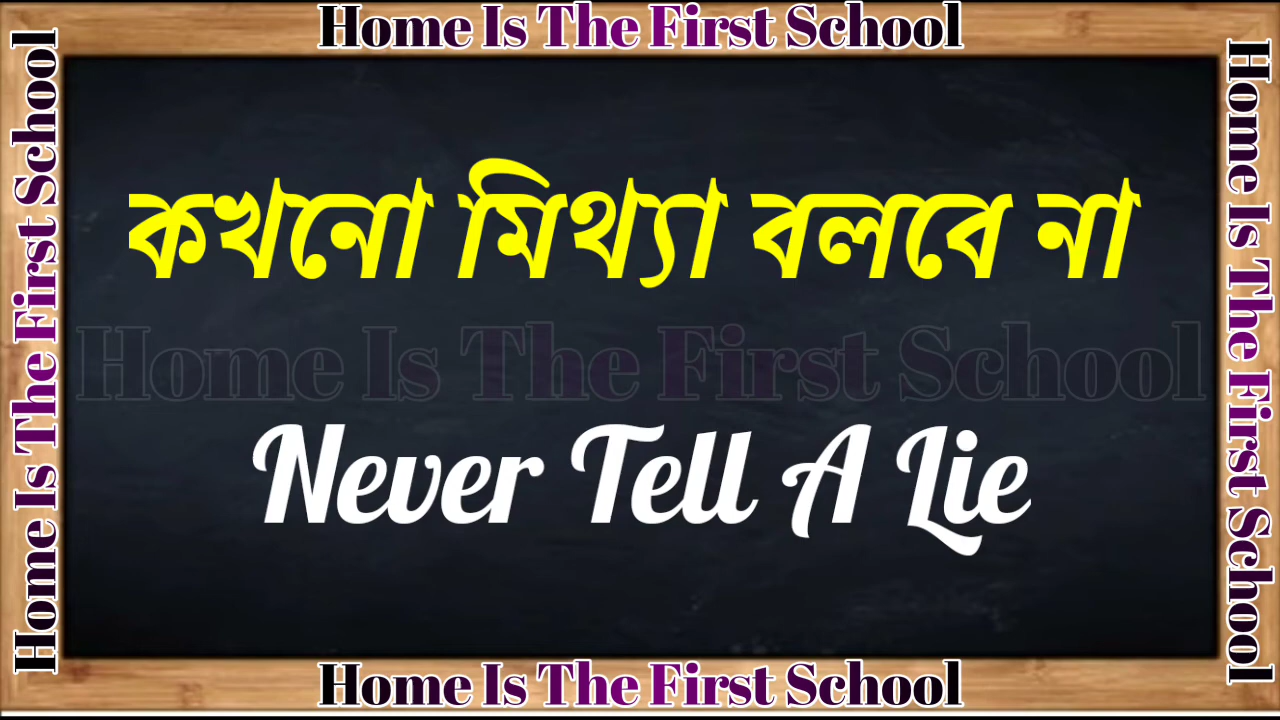 Home Is The First School
Home Is The First School
Home Is The First School
কখনো মিথ্যা বলবে না
Home Is The First School
Never Tell A Lie
Home Is The First School